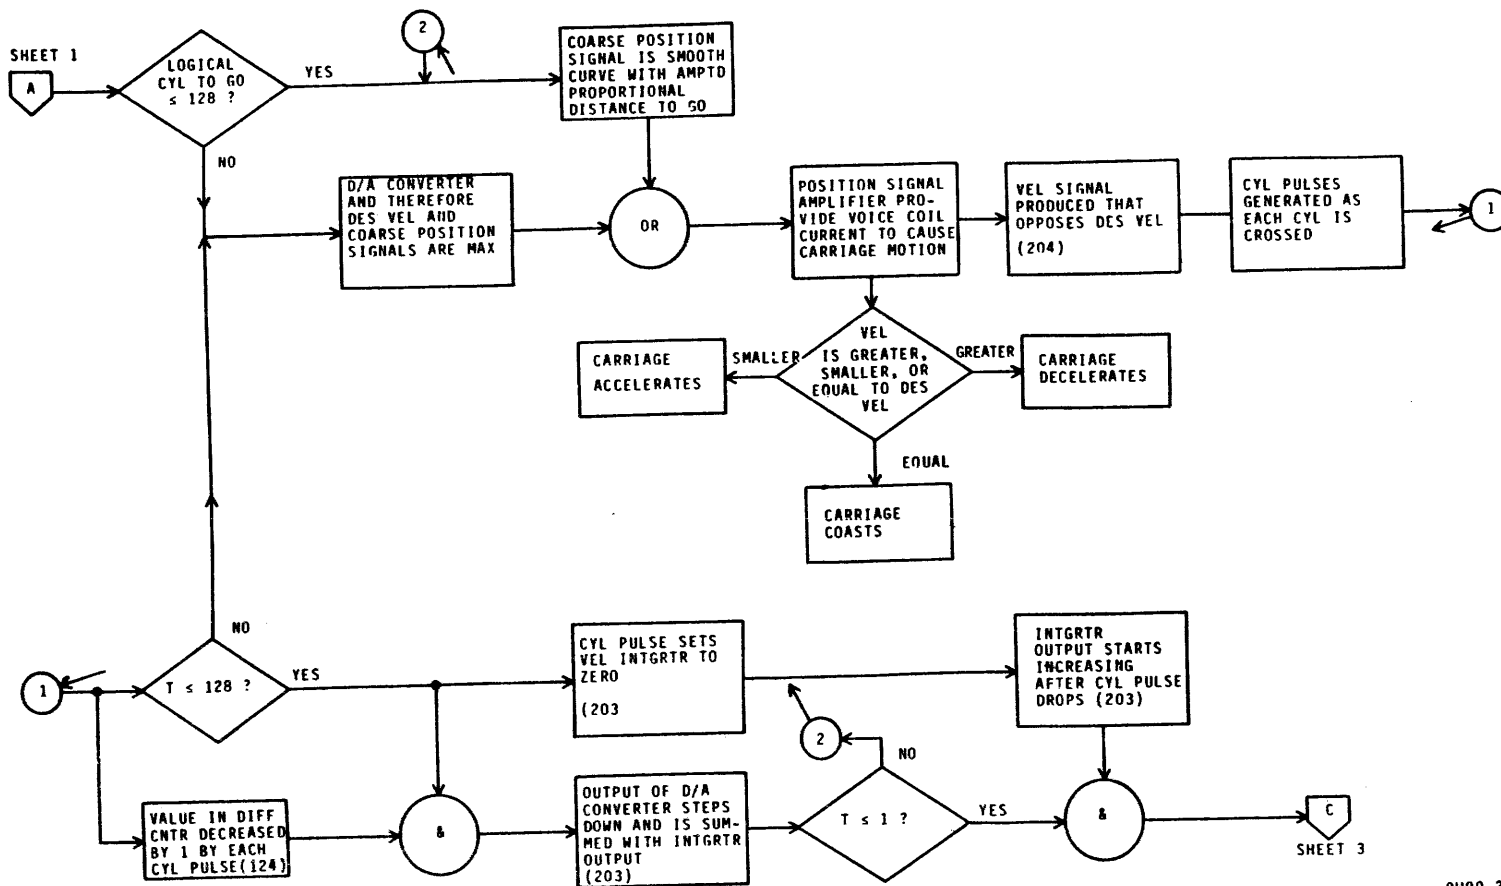 SHEET 1
A
LOGICAL
CYL TO GO
≤ 128 ?
YES
NO
2
COARSE POSITION
SIGNAL IS SMOOTH
CURVE WITH AMPTD
PROPORTIONAL
DISTANCE TO GO
D/A CONVERTER
AND THEREFORE
DES VEL AND
COARSE POSITION
SIGNALS ARE MAX
OR
POSITION SIGNAL
AMPLIFIER PRO-
VIDE VOICE COIL
CURRENT TO CAUSE
CARRIAGE MOTION
VEL SIGNAL
PRODUCED THAT
OPPOSES DES VEL
(204)
CYL PULSES
GENERATED AS
EACH CYL IS
CROSSED
1
VEL
IS GREATER,
SMALLER, OR
EQUAL TO DES
VEL
SMALLER
CARRIAGE
ACCELERATES
GREATER
CARRIAGE
DECELERATES
EQUAL
CARRIAGE
COASTS
1
T ≤ 128 ?
NO
YES
CYL PULSE SETS
VEL INTGRTR TO
ZERO
(203
INTGRTR
OUTPUT STARTS
INCREASING
AFTER CYL PULSE
DROPS (203)
2
VALUE IN DIFF
CNTR DECREASED
BY 1 BY EACH
CYL PULSE(124)
&
OUTPUT OF D/A
CONVERTER STEPS
DOWN AND IS SUM-
MED WITH INTGRTR
OUTPUT
(203)
T ≤ 1 ?
NO
YES
&
C
SHEET 3